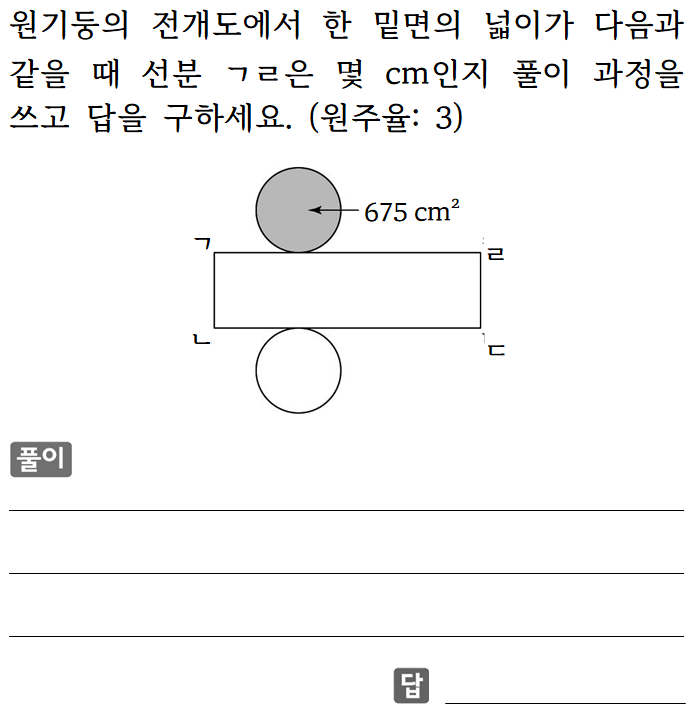 원기둥의 전개도에서 한 밑면의 넓이가 다음과
같을 때 선분 ㄱㄹ은 몇 cm인지 풀이 과정을
쓰고 답을 구하세요. (원주율: 3)
675 cm²
ㄱ
ㄹ
ㄴ
ㄷ
풀이
답